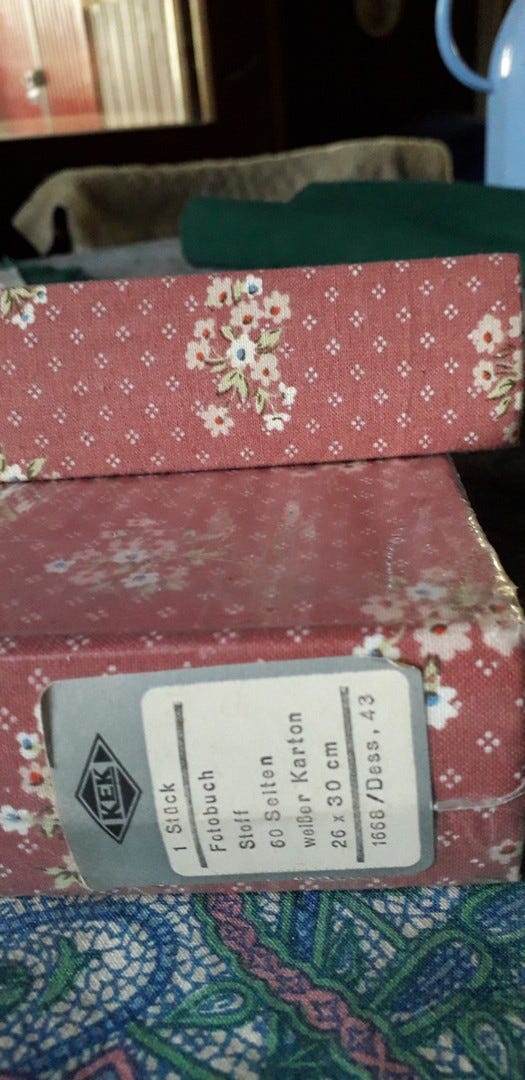 KEK
1 Stück
Fotobuch
Stoff
60 Seiten
weißer Karton
26 x 30 cm
1668/Dess, 43